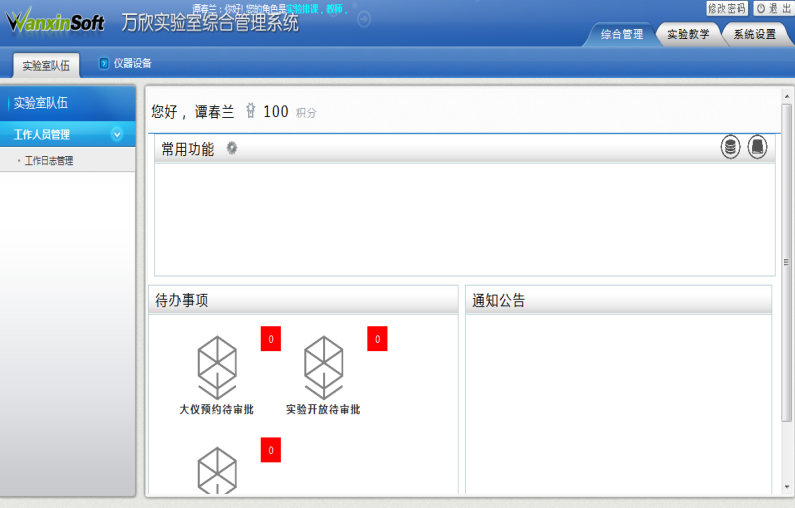 WanxinSoft 万欣实验室综合管理系统
谭春兰：你好！您的角色是实验排课，教师。
修改密码 退 出
综合管理 实验教学 系统设置
实验室队伍 仪器设备
实验室队伍
工作人员管理
· 工作日志管理
您好， 谭春兰 100 积分
常用功能
待办事项
0
0
大仪预约待审批 实验开放待审批
0
通知公告